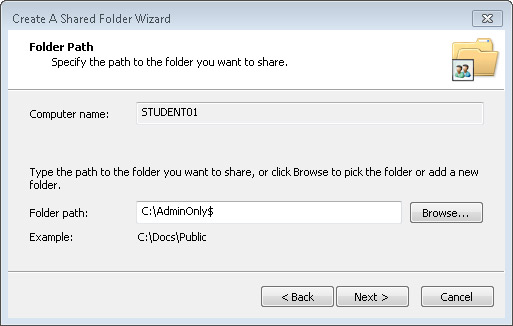 Create A Shared Folder Wizard
Folder Path
Specify the path to the folder you want to share.
Computer name:
STUDENT01
Type the path to the folder you want to share, or click Browse to pick the folder or add a new
folder.
Folder path:
C:\AdminOnly$
Browse...
Example:
C:\Docs\Public
< Back
Next >
Cancel